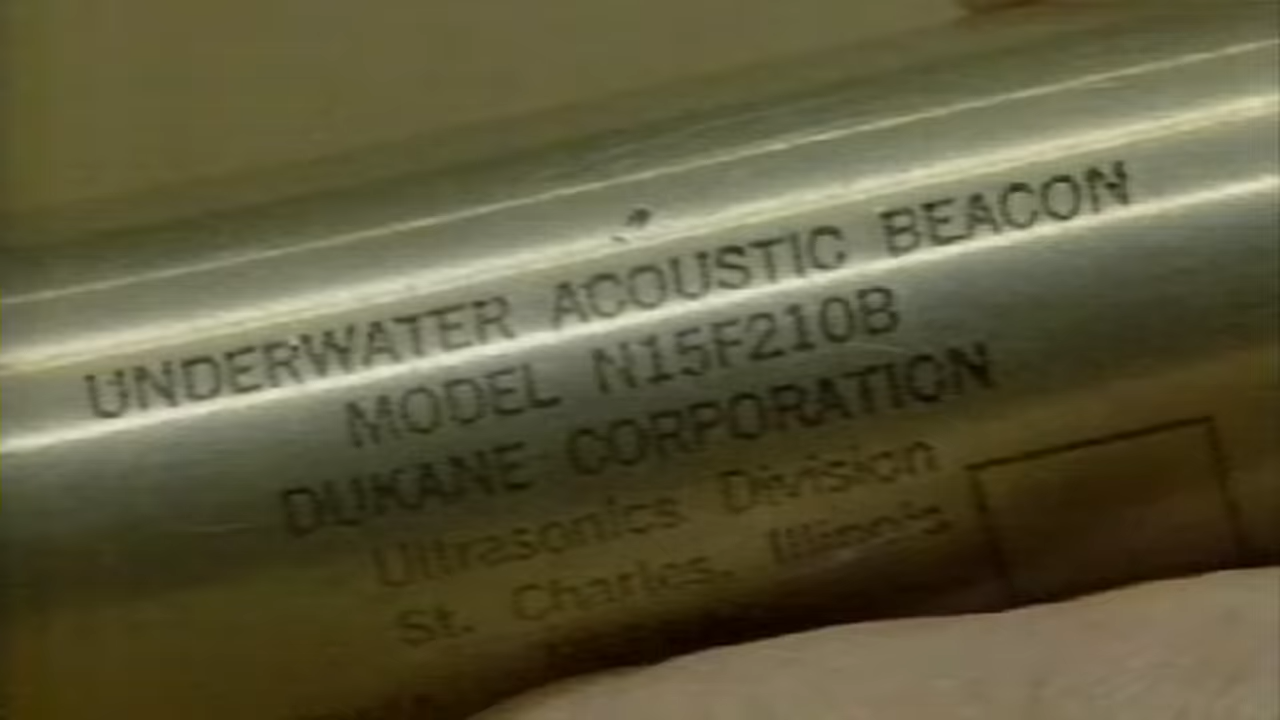 UNDERWATER ACOUSTIC BEACON
MODEL N15F210B
DUKANE CORPORATION
Ultrasonics Division
St. Charles, Illinois